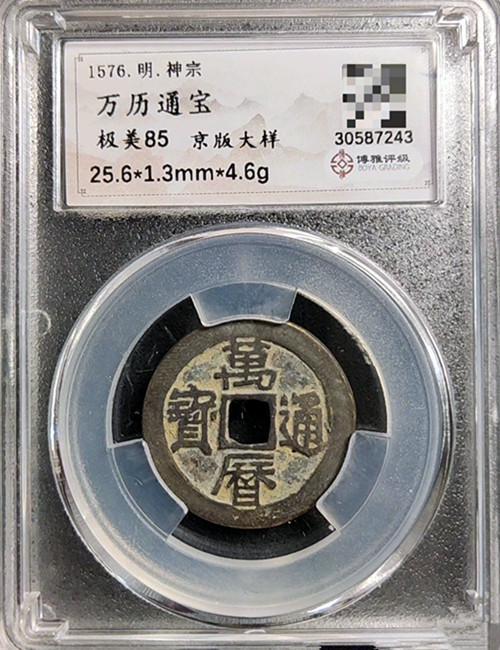 1576.明.神宗
万历通宝
极美85 京版大样
25.6*1.3mm*4.6g
30587243
博雅评级
BOYA GRADING
萬曆通寶